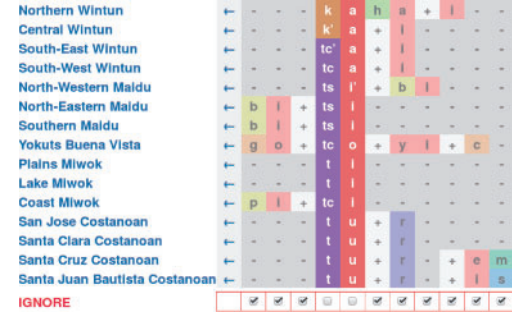 Northern Wintun ← - - - k a h a + i - -
Central Wintun ← - - - k' a + i - - - -
South-East Wintun ← - - - tc' a + i - - - -
South-West Wintun ← - - - tc a + i - - - -
North-Western Maidu ← - - - ts i' + b i - - -
North-Eastern Maidu ← b i + ts i - - - - - -
Southern Maidu ← b i + ts i - - - - - -
Yokuts Buena Vista ← g o + tc o + y i + c -
Plains Miwok ← - - - t i - - - - - -
Lake Miwok ← - - - t i - - - - - -
Coast Miwok ← p i + tc i - - - - - -
San Jose Costanoan ← - - - t u + r - - - -
Santa Clara Costanoan ← - - - t u + r - - - -
Santa Cruz Costanoan ← - - - t u + r - + e m
Santa Juan Bautista Costanoan ← - - - t u + r - + i s
IGNORE